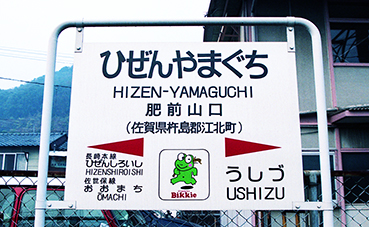 ひぜんやまぐち
HIZEN-YAMAGUCHI
肥前山口
(佐賀県杵島郡江北町)
長崎本線
ひぜんしろいし
HIZENSHIROISHI
佐世保線
おおまち
ŌMACHI
Bikkie
うしづ
USHIZU